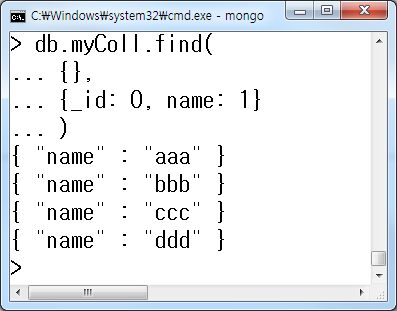 C:₩Windows₩system32₩cmd.exe - mongo
> db.myColl.find(
... {},
... {_id: 0, name: 1}
... )
{ "name" : "aaa" }
{ "name" : "bbb" }
{ "name" : "ccc" }
{ "name" : "ddd" }
>